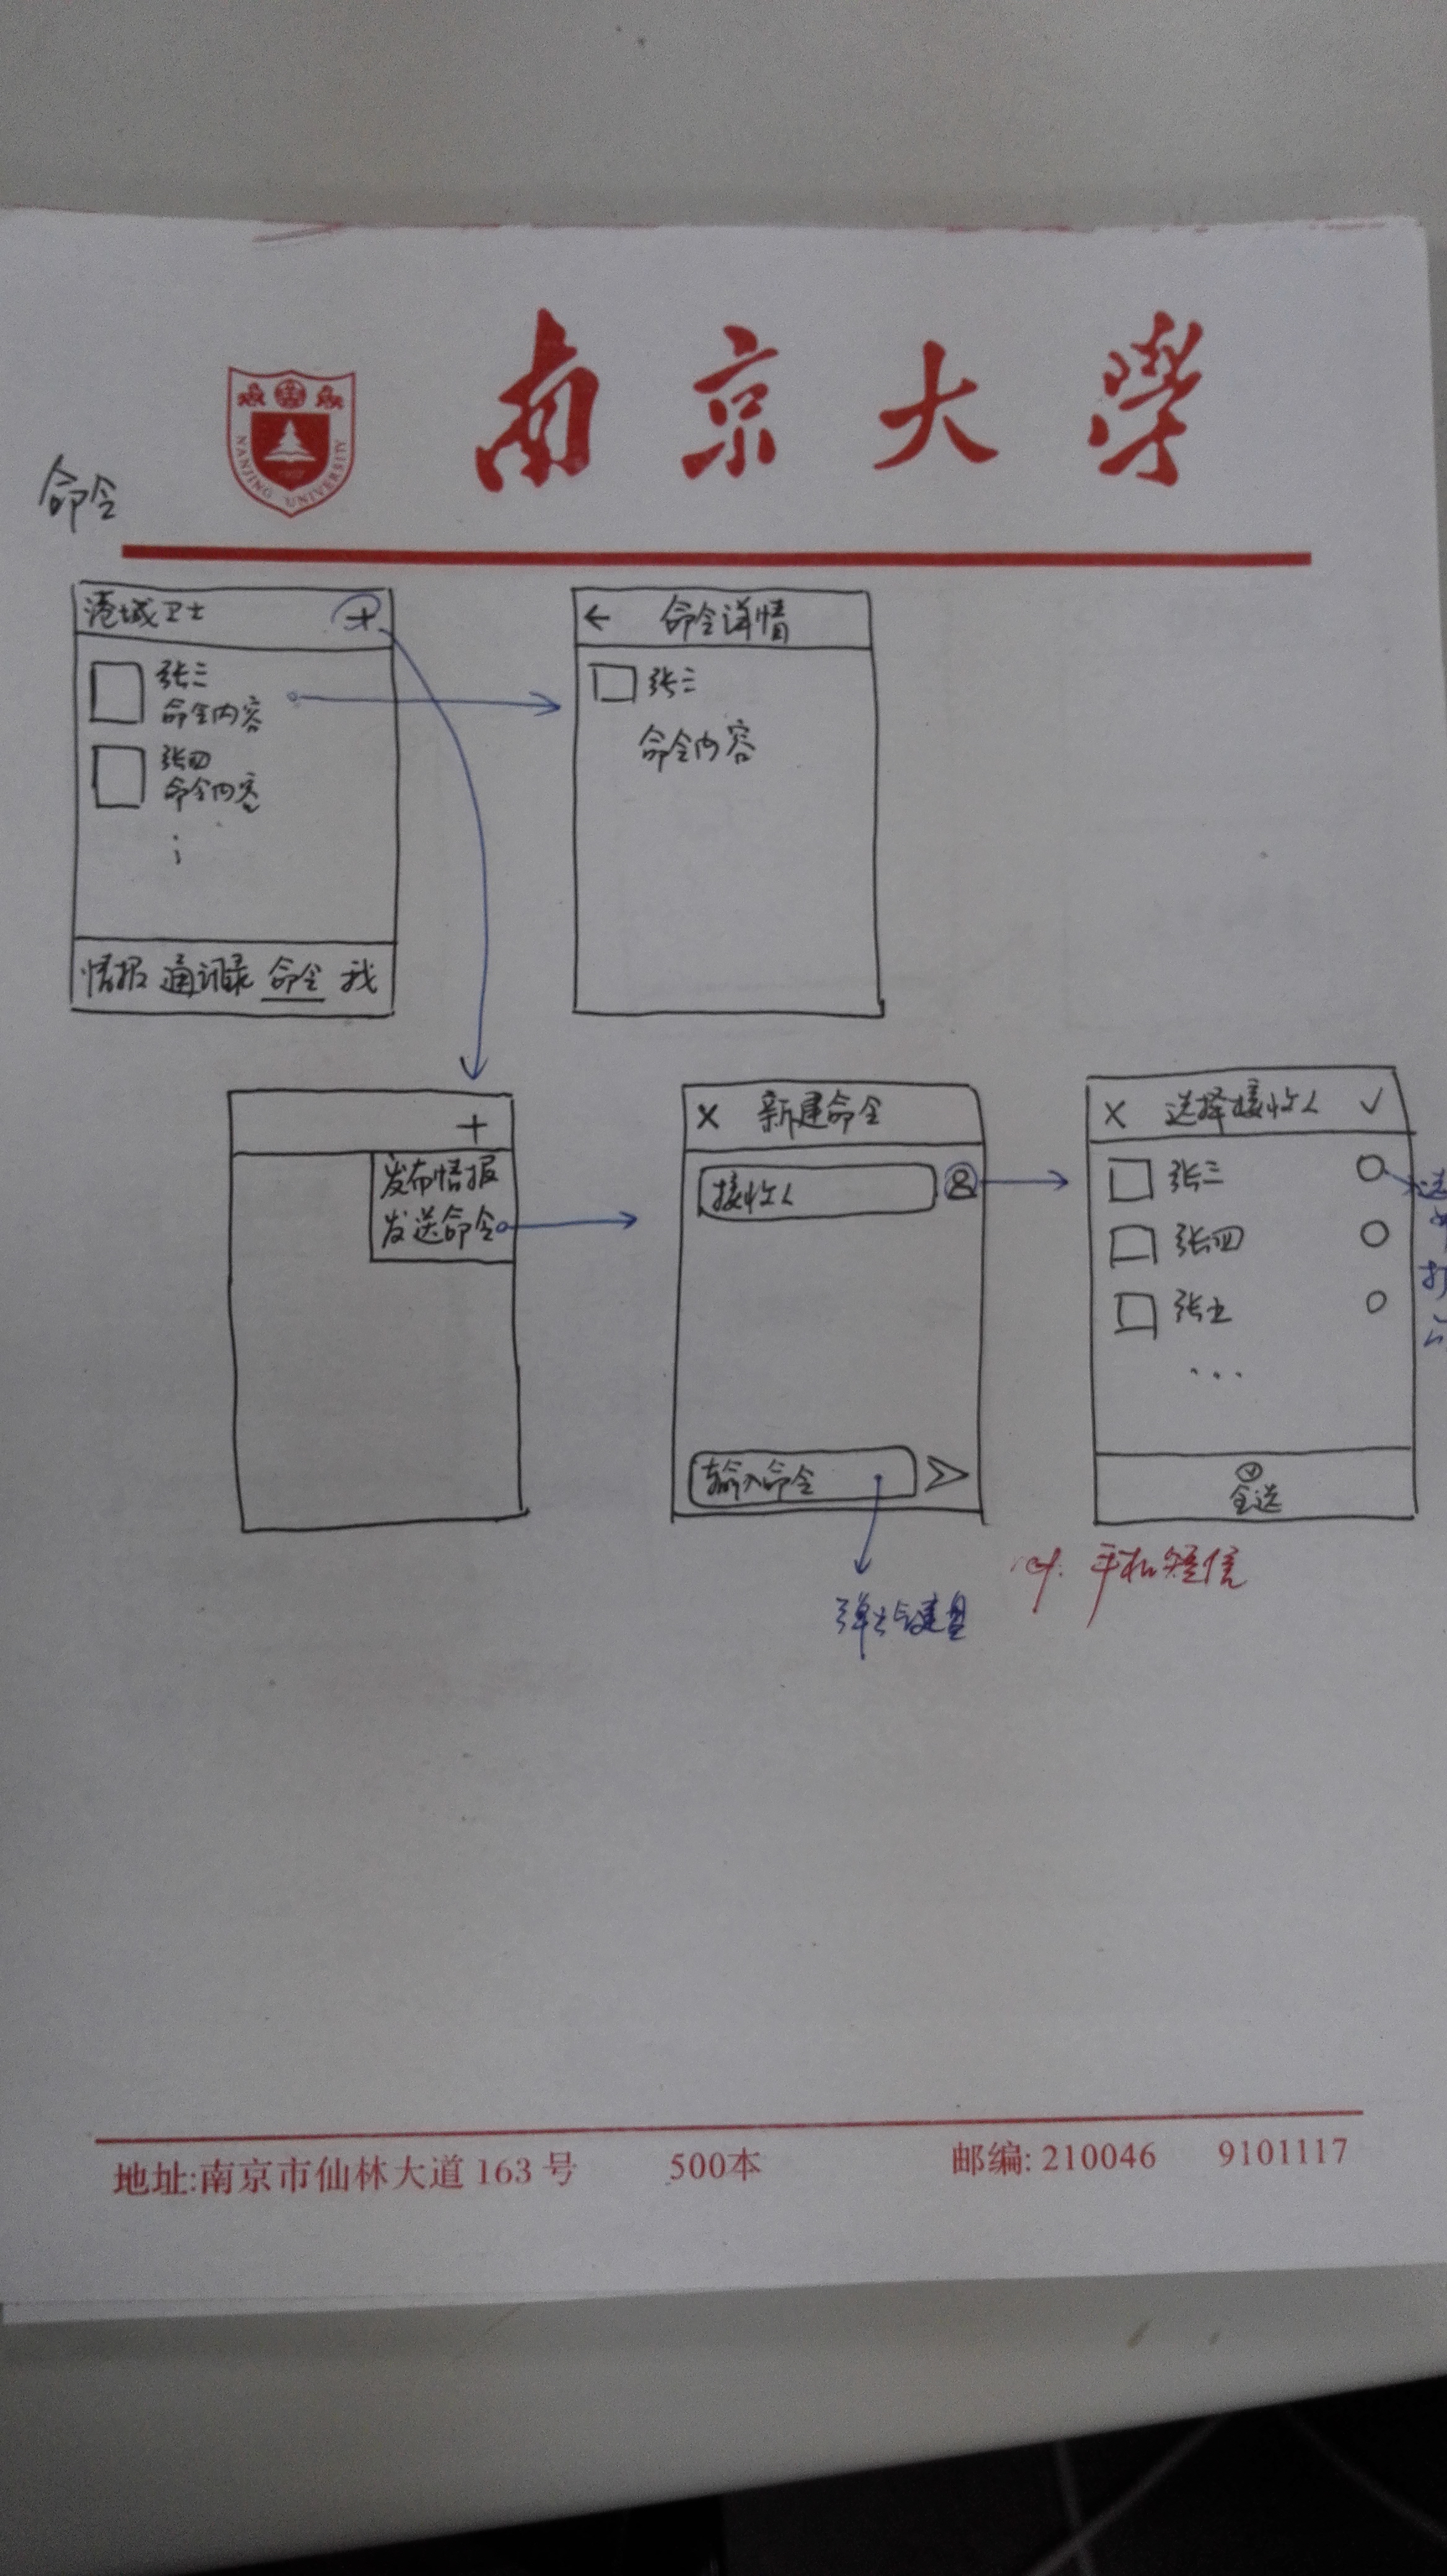 南京大學
NANJING UNIVERSITY
命令
港城卫士 +
张三
命令内容
张四
命令内容
情报 通讯录 命令 我
← 命令详情
张三
命令内容
+
发布情报
发送命令
X 新建命令
接收人
输入命令
弹出键盘
X 选择接收人 ✓
张三
张四
张五
...
全选
手机短信
地址:南京市仙林大道 163 号 500本 邮编: 210046 9101117